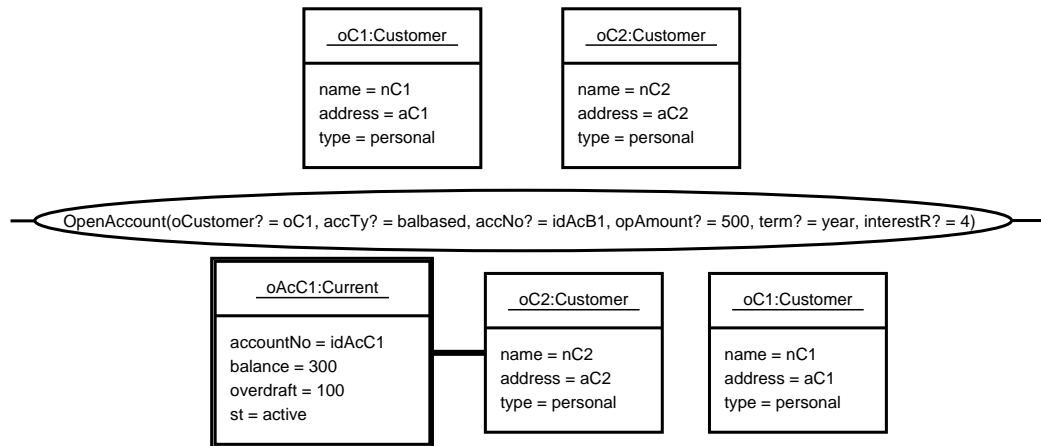 oC1:Customer
name = nC1
address = aC1
type = personal
oC2:Customer
name = nC2
address = aC2
type = personal
OpenAccount(oCustomer? = oC1, accTy? = balbased, accNo? = idAcB1, opAmount? = 500, term? = year, interestR? = 4)
oAcC1:Current
accountNo = idAcC1
balance = 300
overdraft = 100
st = active
oC2:Customer
name = nC2
address = aC2
type = personal
oC1:Customer
name = nC1
address = aC1
type = personal